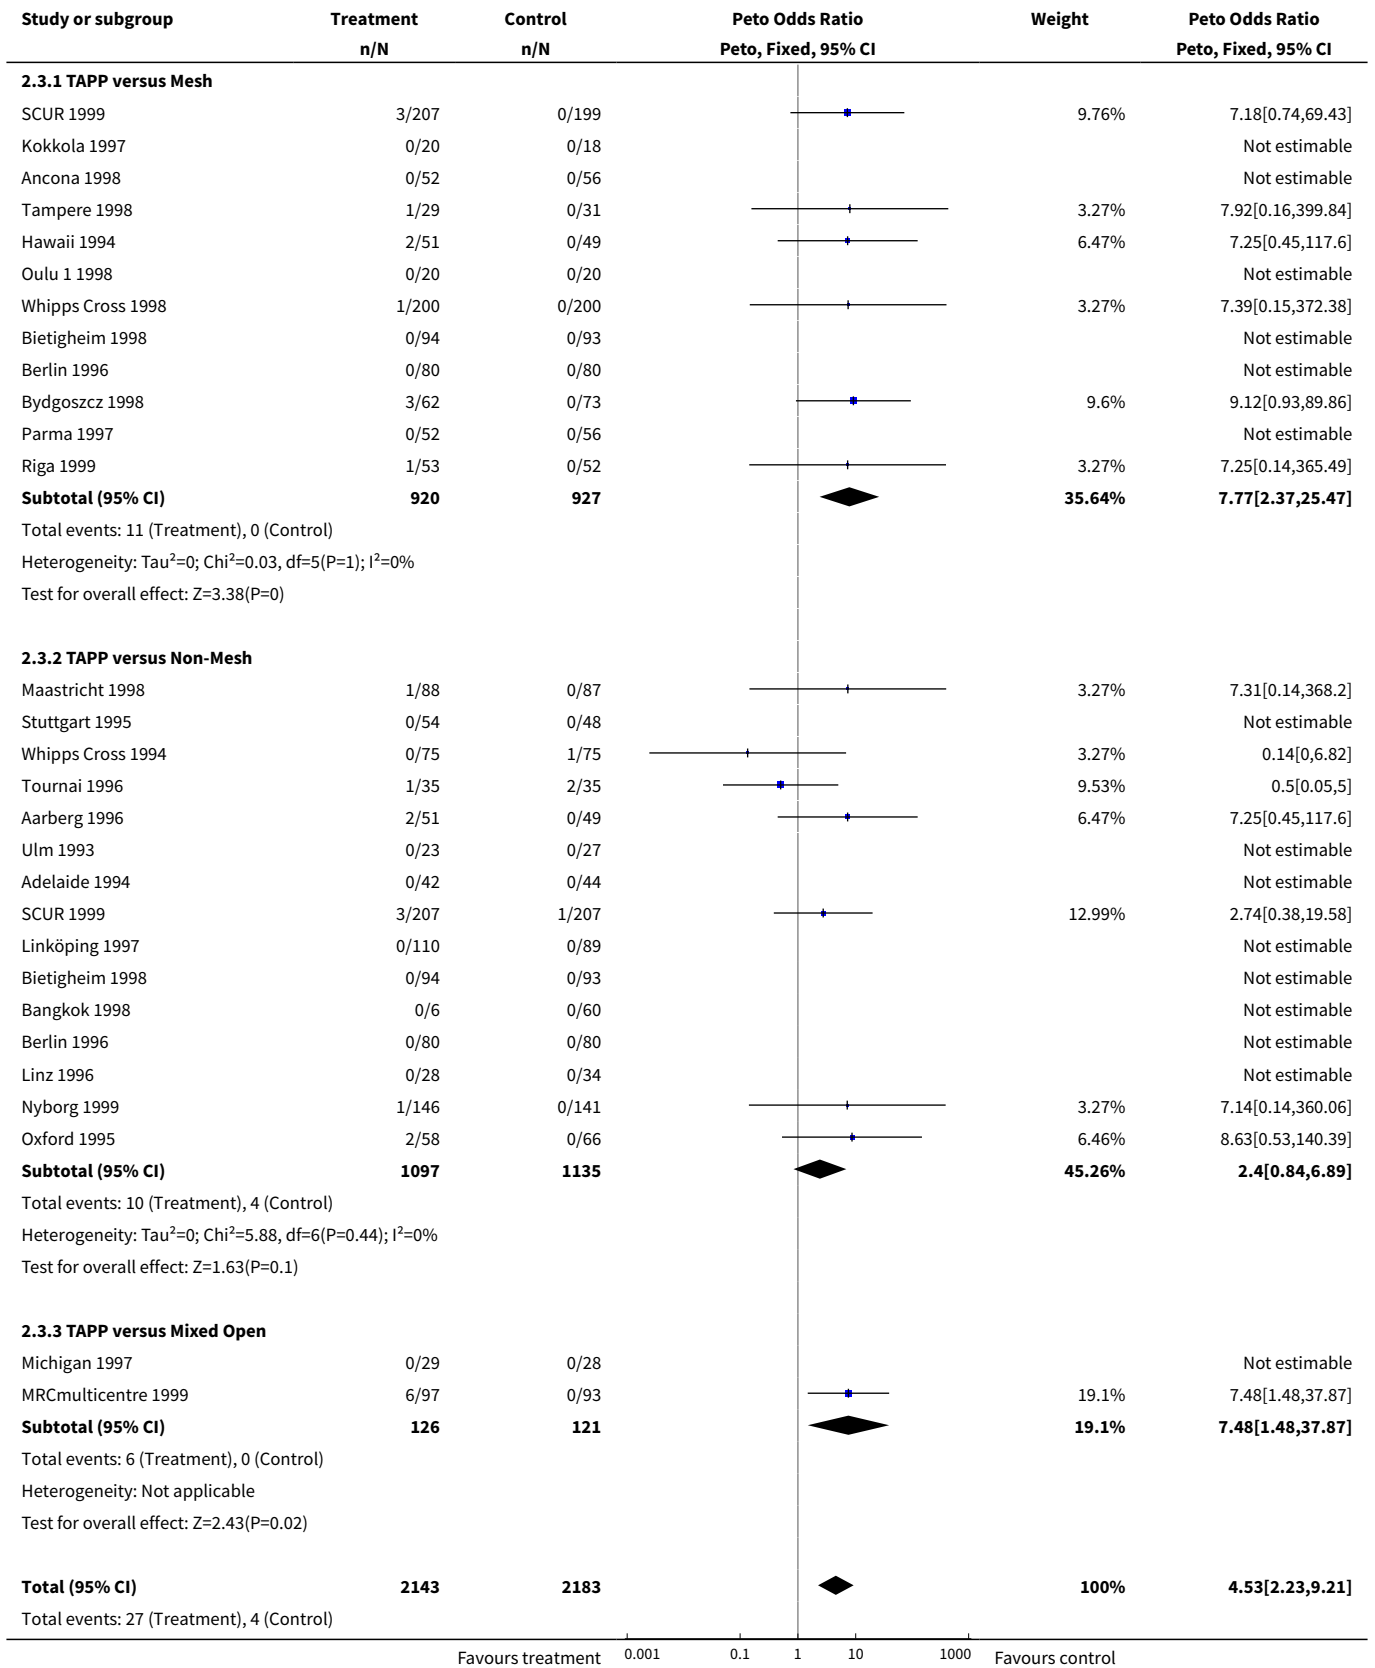 Study or subgroup Treatment Control Peto Odds Ratio Weight Peto Odds Ratio
n/N n/N Peto, Fixed, 95% CI Peto, Fixed, 95% CI
2.3.1 TAPP versus Mesh
SCUR 1999 3/207 0/199 9.76% 7.18[0.74,69.43]
Kokkola 1997 0/20 0/18 Not estimable
Ancona 1998 0/52 0/56 Not estimable
Tampere 1998 1/29 0/31 3.27% 7.92[0.16,399.84]
Hawaii 1994 2/51 0/49 6.47% 7.25[0.45,117.6]
Oulu 1 1998 0/20 0/20 Not estimable
Whipps Cross 1998 1/200 0/200 3.27% 7.39[0.15,372.38]
Bietigheim 1998 0/94 0/93 Not estimable
Berlin 1996 0/80 0/80 Not estimable
Bydgoszcz 1998 3/62 0/73 9.6% 9.12[0.93,89.86]
Parma 1997 0/52 0/56 Not estimable
Riga 1999 1/53 0/52 3.27% 7.25[0.14,365.49]
Subtotal (95% CI) 920 927 35.64% 7.77[2.37,25.47]
Total events: 11 (Treatment), 0 (Control)
Heterogeneity: Tau²=0; Chi²=0.03, df=5(P=1); I²=0%
Test for overall effect: Z=3.38(P=0)
2.3.2 TAPP versus Non-Mesh
Maastricht 1998 1/88 0/87 3.27% 7.31[0.14,368.2]
Stuttgart 1995 0/54 0/48 Not estimable
Whipps Cross 1994 0/75 1/75 3.27% 0.14[0,6.82]
Tournai 1996 1/35 2/35 9.53% 0.5[0.05,5]
Aarberg 1996 2/51 0/49 6.47% 7.25[0.45,117.6]
Ulm 1993 0/23 0/27 Not estimable
Adelaide 1994 0/42 0/44 Not estimable
SCUR 1999 3/207 1/207 12.99% 2.74[0.38,19.58]
Linköping 1997 0/110 0/89 Not estimable
Bietigheim 1998 0/94 0/93 Not estimable
Bangkok 1998 0/6 0/60 Not estimable
Berlin 1996 0/80 0/80 Not estimable
Linz 1996 0/28 0/34 Not estimable
Nyborg 1999 1/146 0/141 3.27% 7.14[0.14,360.06]
Oxford 1995 2/58 0/66 6.46% 8.63[0.53,140.39]
Subtotal (95% CI) 1097 1135 45.26% 2.4[0.84,6.89]
Total events: 10 (Treatment), 4 (Control)
Heterogeneity: Tau²=0; Chi²=5.88, df=6(P=0.44); I²=0%
Test for overall effect: Z=1.63(P=0.1)
2.3.3 TAPP versus Mixed Open
Michigan 1997 0/29 0/28 Not estimable
MRCmulticentre 1999 6/97 0/93 19.1% 7.48[1.48,37.87]
Subtotal (95% CI) 126 121 19.1% 7.48[1.48,37.87]
Total events: 6 (Treatment), 0 (Control)
Heterogeneity: Not applicable
Test for overall effect: Z=2.43(P=0.02)
Total (95% CI) 2143 2183 100% 4.53[2.23,9.21]
Total events: 27 (Treatment), 4 (Control)
Favours treatment 0.001 0.1 1 10 1000 Favours control